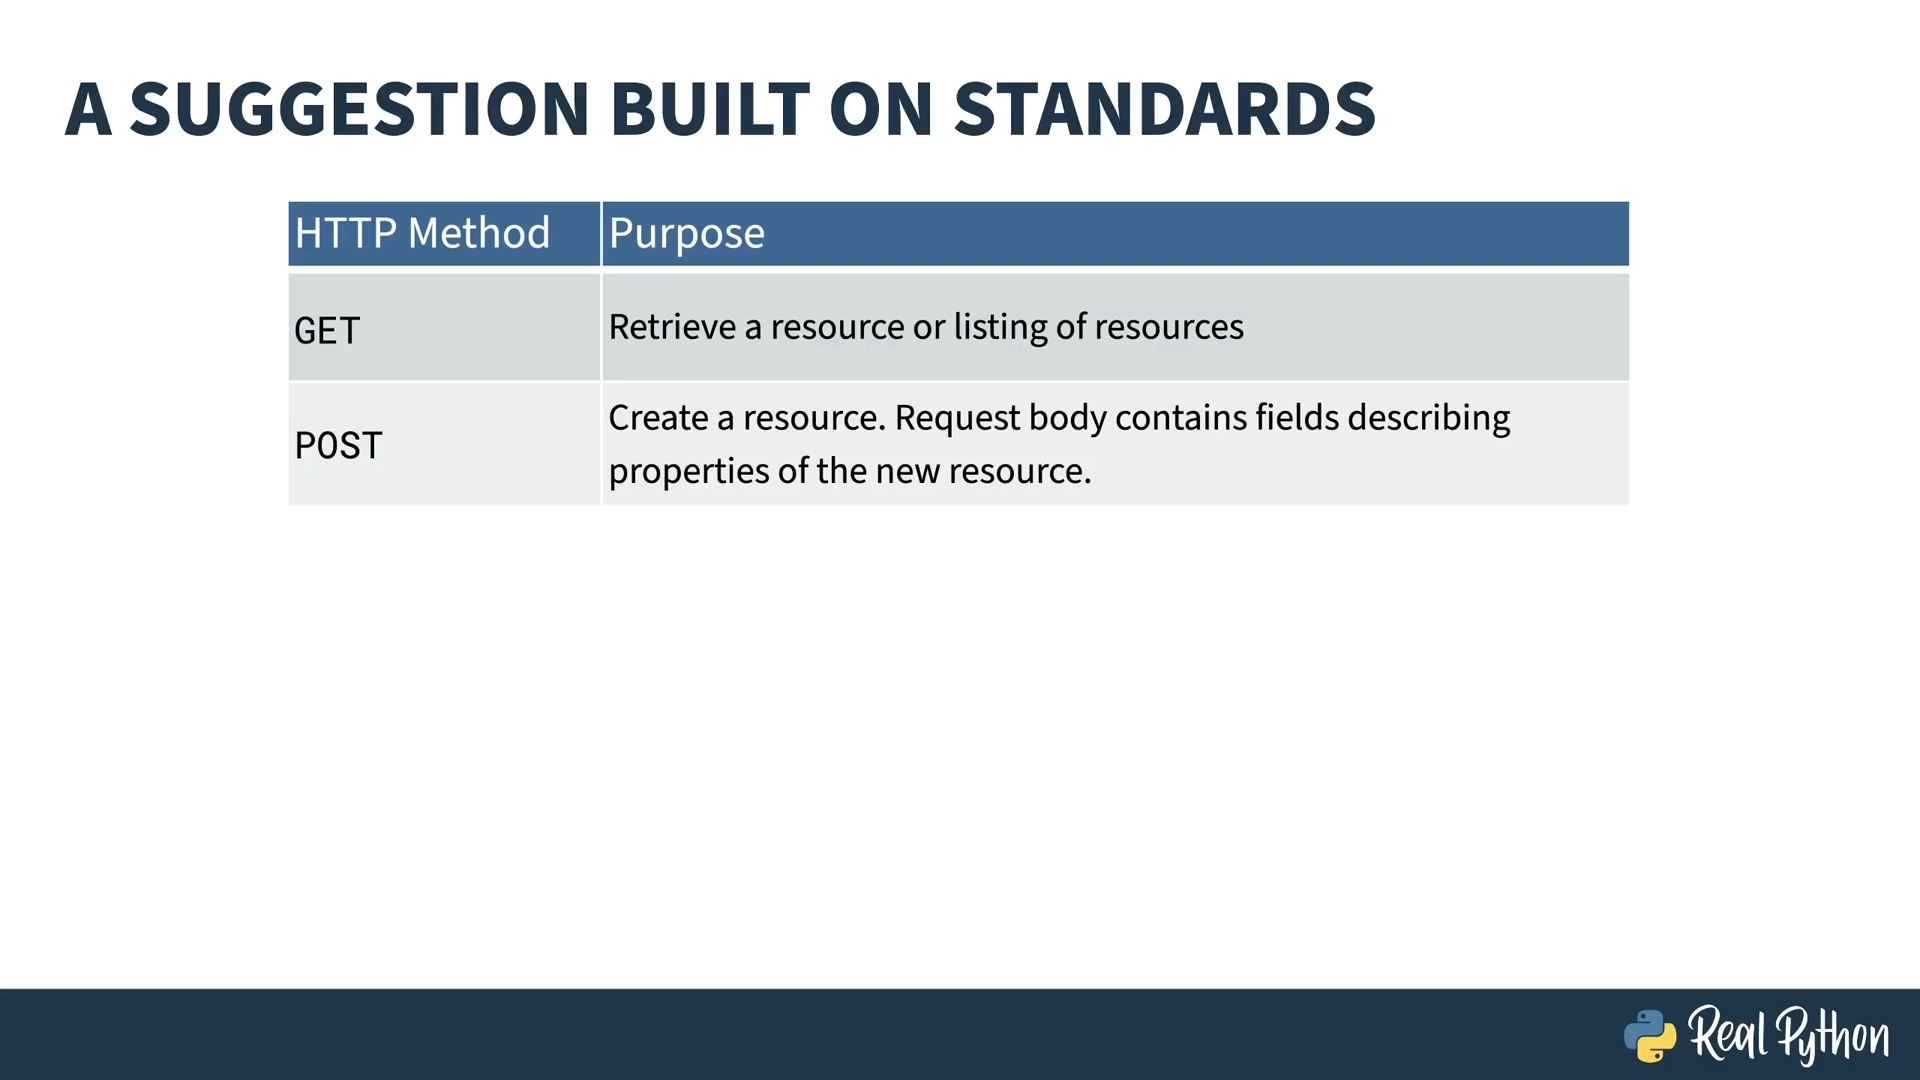 A SUGGESTION BUILT ON STANDARDS
HTTP Method Purpose
GET Retrieve a resource or listing of resources
POST Create a resource. Request body contains fields describing
properties of the new resource.
Real Python